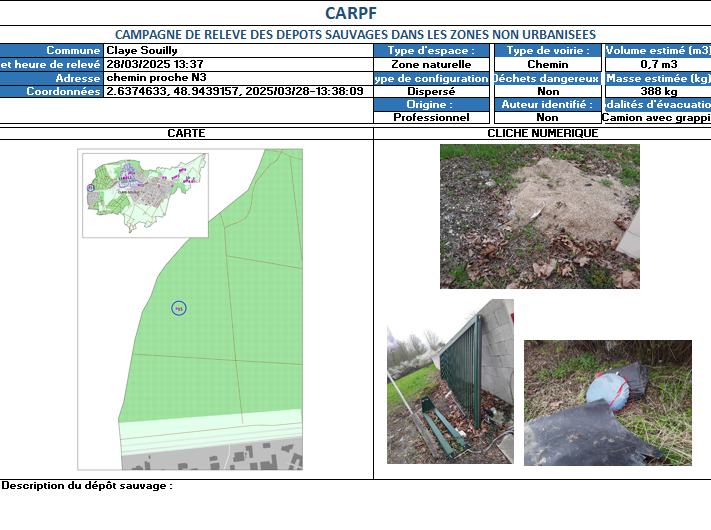 CARPF
CAMPAGNE DE RELEVE DES DEPOTS SAUVAGES DANS LES ZONES NON URBANISEES
Commune Claye Souilly Type d'espace : Type de voirie : Volume estimé (m3)
et heure de relevé 28/03/2025 13:37 Zone naturelle Chemin 0,7 m3
Adresse chemin proche N3 ype de configuration Déchets dangereux Masse estimée (kg)
Coordonnées 2.6374633, 48.9439157, 2025/03/28-13:38:09 Dispersé Non 388 kg
Origine : Auteur identifié : dalités d'évacuatio
Professionnel Non Camion avec grappi
CARTE CLICHE NUMERIQUE
Description du dépôt sauvage :